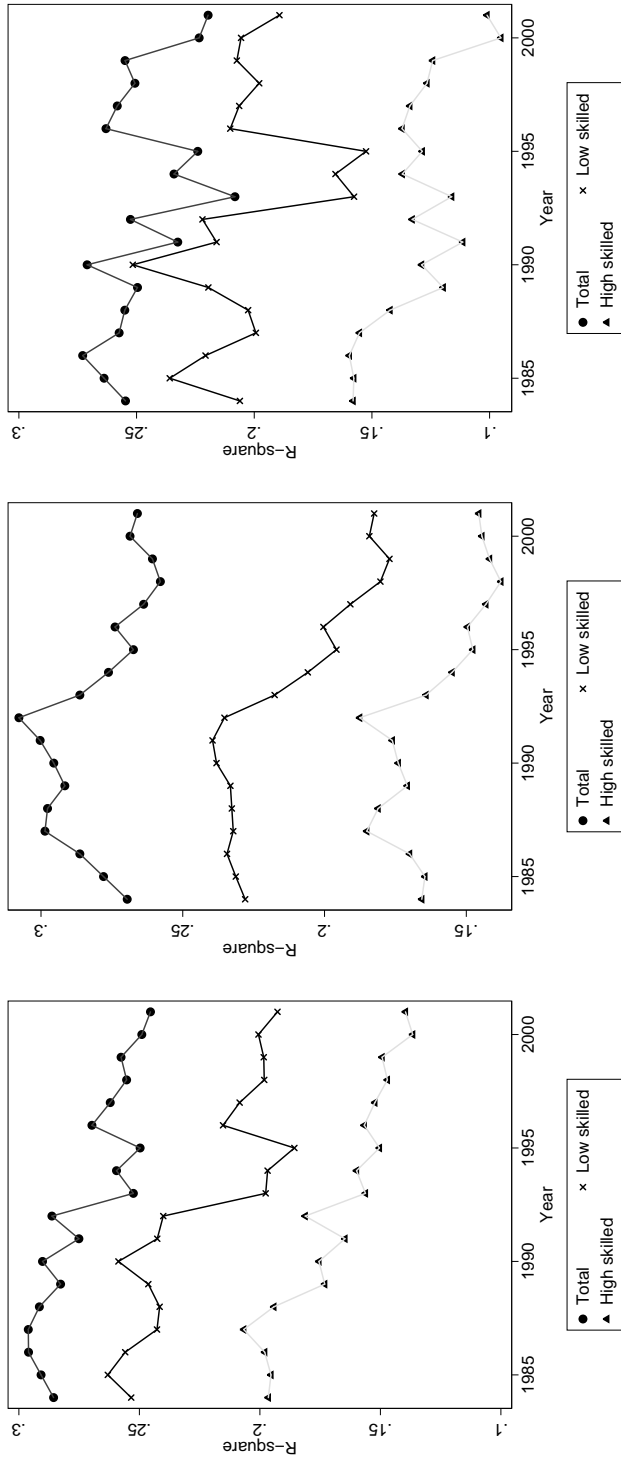 R−square
.3
.25
.2
.15
.1
1985 1990 1995 2000
Year
Total Low skilled
High skilled
R−square
.3
.25
.2
.15
1985 1990 1995 2000
Year
Total Low skilled
High skilled
R−square
.3
.25
.2
.15
.1
1985 1990 1995 2000
Year
Total Low skilled
High skilled